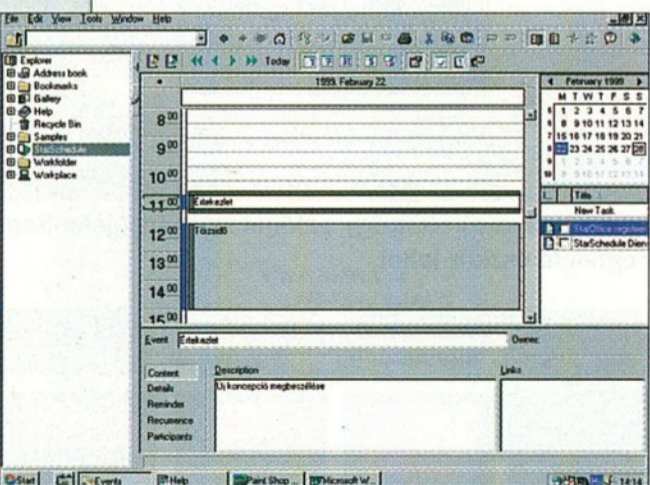 File Edit View Tools Window Help
Explorer
Address book
Bookmarks
Gallery
Help
Recycle Bin
Samples
StarSchedule
Workfolder
Workplace
Today
1999. February 22.
8 00
9 00
10 00
11 00 Értekezlet
12 00
13 00
14 00
15 00
February 1999
M T W T F S S
1 2 3 4 5 6 7
8 9 10 11 12 13 14
15 16 17 18 19 20 21
22 23 24 25 26 27 28
Title
New Task
StarSchedule
Event Értekezlet Owner:
Content
Details
Reminder
Recurrence
Participants
Description
Új koncepció megbeszélése
Links
Start
Events
Help
Paint Shop ...
Microsoft W...
14:14